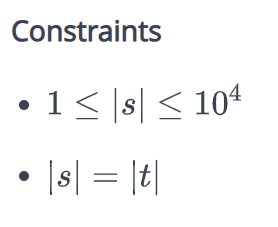 Constraints
• 1 ≤ |s| ≤ 10⁴
• |s| = |t|